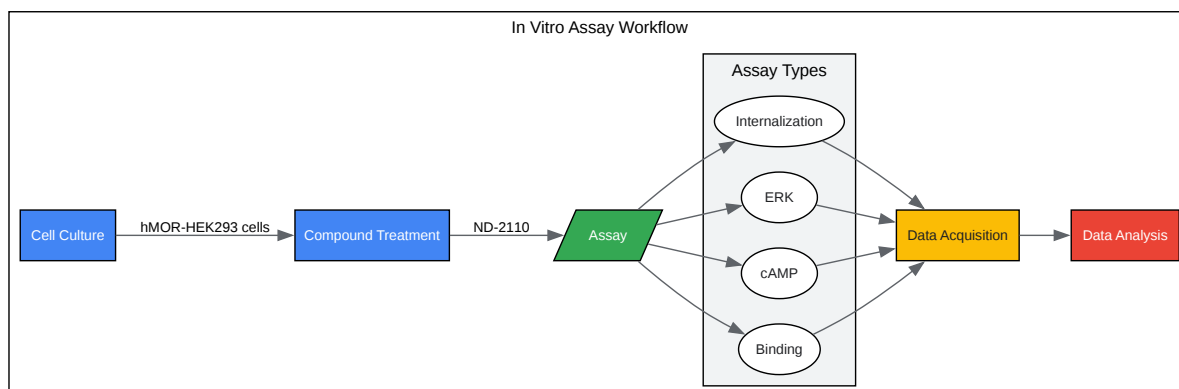 In Vitro Assay Workflow
Assay Types
Internalization
ERK
cAMP
Binding
Cell Culture
hMOR-HEK293 cells
Compound Treatment
ND-2110
Assay
Data Acquisition
Data Analysis